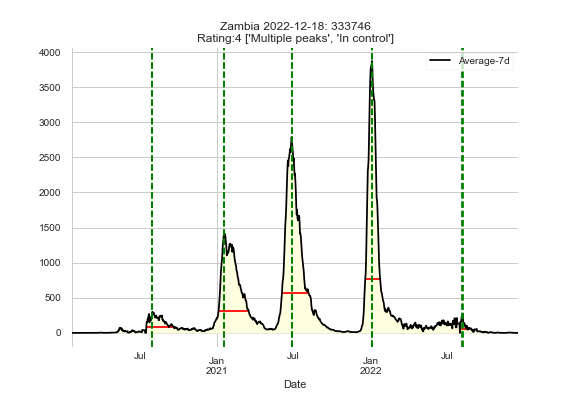 Zambia 2022-12-18: 333746
Rating:4 ['Multiple peaks', 'In control']
Average-7d
4000
3500
3000
2500
2000
1500
1000
500
0
Jul
Jan
2021
Jul
Jan
2022
Jul
Date